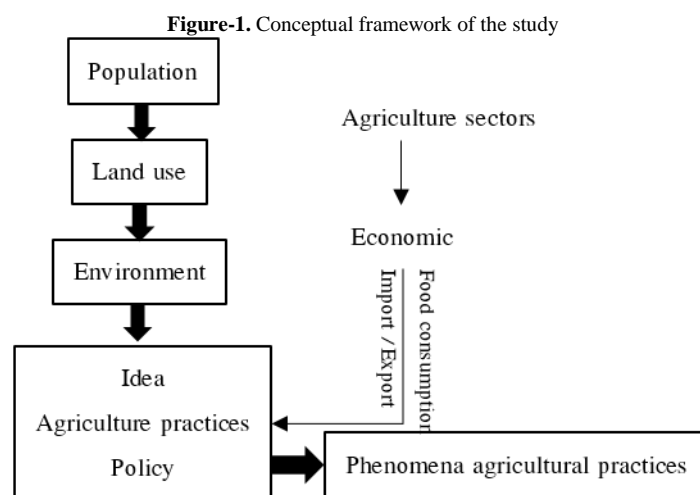 Figure-1. Conceptual framework of the study
Population
Land use
Environment
Idea
Agriculture practices
Policy
Agriculture sectors
Economic
Import /Export
Food consumption
Phenomena agricultural practices